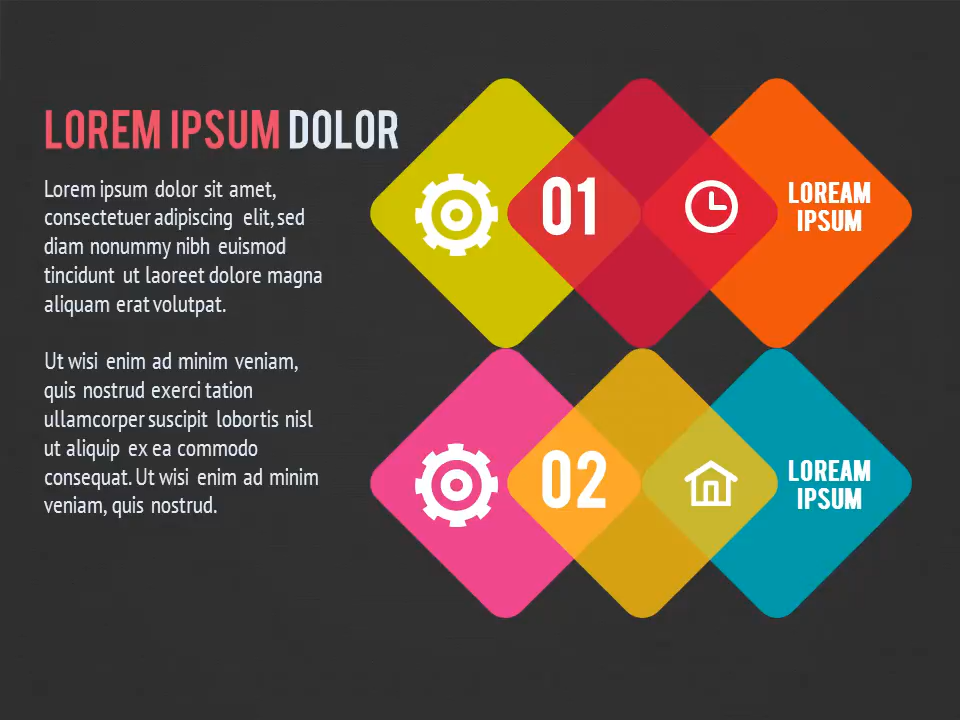 LOREM IPSUM DOLOR
Lorem ipsum dolor sit amet,
consectetuer adipiscing elit, sed
diam nonummy nibh euismod
tincidunt ut laoreet dolore magna
aliquam erat volutpat.
Ut wisi enim ad minim veniam,
quis nostrud exerci tation
ullamcorper suscipit lobortis nisl
ut aliquip ex ea commodo
consequat. Ut wisi enim ad minim
veniam, quis nostrud.
01
LOREAM
IPSUM
02
LOREAM
IPSUM